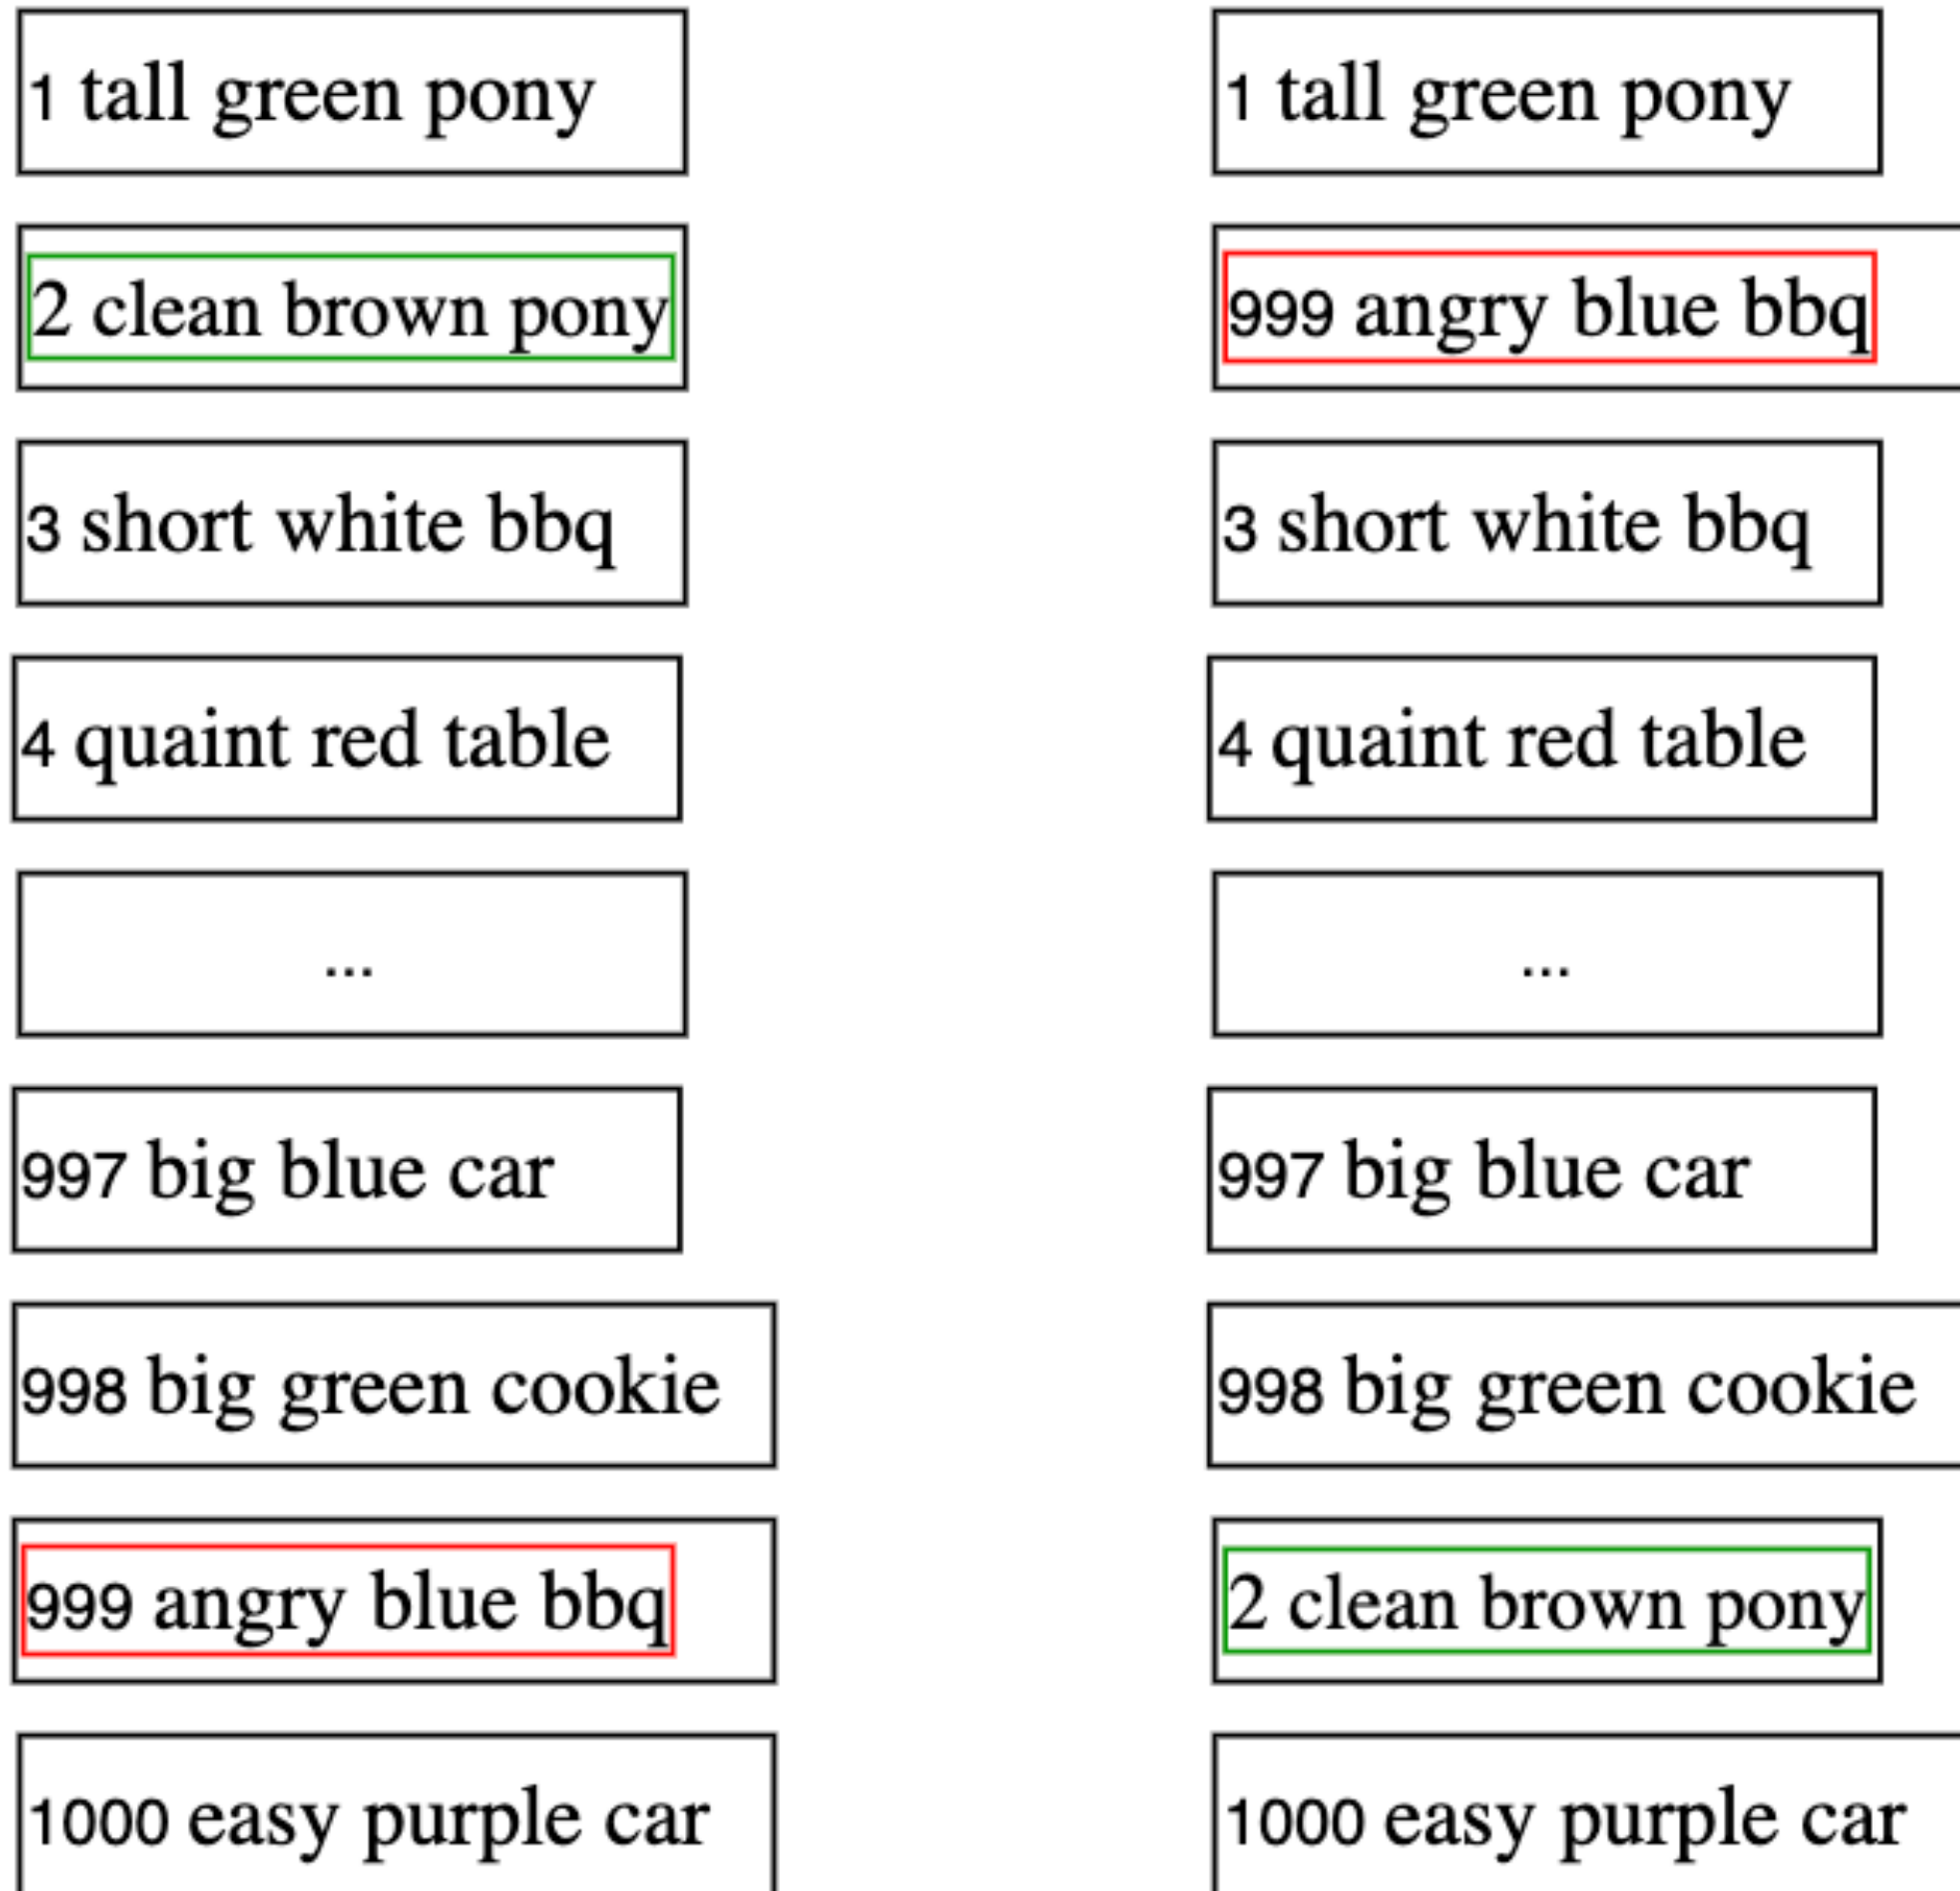 1 tall green pony
2 clean brown pony
3 short white bbq
4 quaint red table
...
997 big blue car
998 big green cookie
999 angry blue bbq
1000 easy purple car
1 tall green pony
999 angry blue bbq
3 short white bbq
4 quaint red table
...
997 big blue car
998 big green cookie
2 clean brown pony
1000 easy purple car